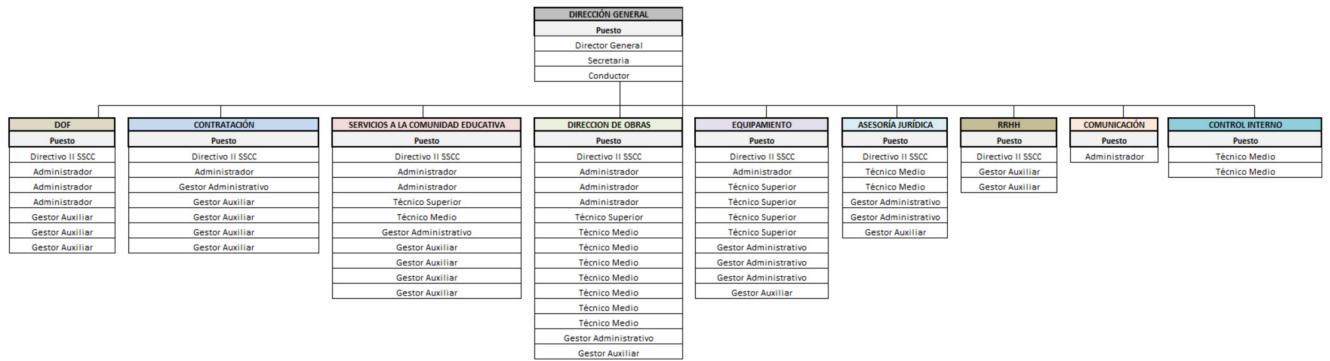 DIRECCIÓN GENERAL
Puesto
Director General
Secretaria
Conductor
DOF
Puesto
Directivo II SSCC
Administrador
Administrador
Administrador
Gestor Auxiliar
Gestor Auxiliar
Gestor Auxiliar
CONTRATACIÓN
Puesto
Directivo II SSCC
Administrador
Gestor Administrativo
Gestor Auxiliar
Gestor Auxiliar
Gestor Auxiliar
Gestor Auxiliar
SERVICIOS A LA COMUNIDAD EDUCATIVA
Puesto
Directivo II SSCC
Administrador
Administrador
Técnico Superior
Técnico Medio
Gestor Administrativo
Gestor Auxiliar
Gestor Auxiliar
Gestor Auxiliar
Gestor Auxiliar
DIRECCION DE OBRAS
Puesto
Directivo II SSCC
Administrador
Administrador
Administrador
Técnico Superior
Técnico Medio
Técnico Medio
Técnico Medio
Técnico Medio
Técnico Medio
Técnico Medio
Técnico Medio
Gestor Administrativo
Gestor Auxiliar
EQUIPAMIENTO
Puesto
Directivo II SSCC
Administrador
Técnico Superior
Técnico Superior
Técnico Superior
Técnico Superior
Gestor Administrativo
Gestor Administrativo
Gestor Administrativo
Gestor Auxiliar
ASESORÍA JURÍDICA
Puesto
Directivo II SSCC
Técnico Medio
Técnico Medio
Gestor Administrativo
Gestor Administrativo
Gestor Auxiliar
RRHH
Puesto
Directivo II SSCC
Gestor Auxiliar
Gestor Auxiliar
COMUNICACIÓN
Puesto
Administrador
CONTROL INTERNO
Puesto
Técnico Medio
Técnico Medio